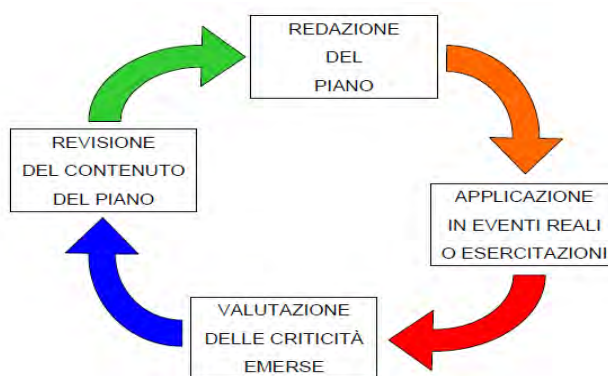 REDAZIONE
DEL
PIANO
APPLICAZIONE
IN EVENTI REALI
O ESERCITAZIONI
VALUTAZIONE
DELLE CRITICITÀ
EMERSE
REVISIONE
DEL CONTENUTO
DEL PIANO